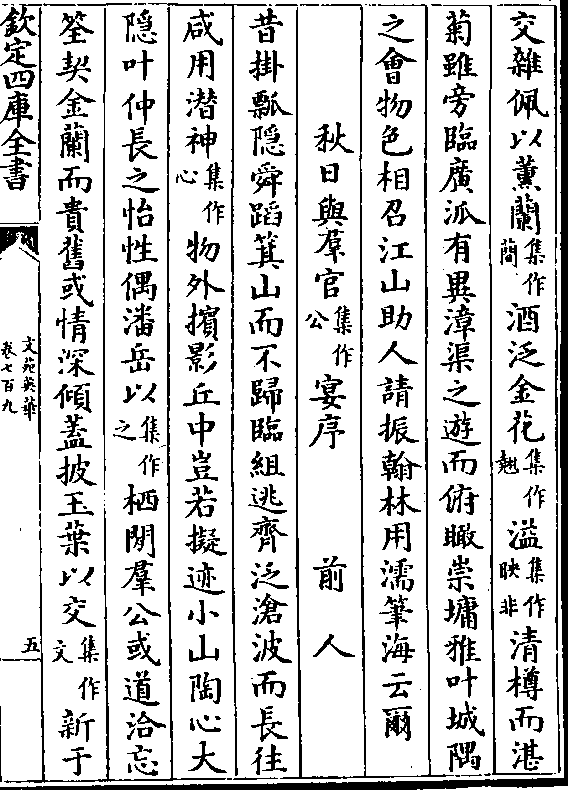 交雜佩以薰蘭集作蕳酒泛金花集作翹溢集作映非清樽而湛
菊雖旁臨廣派有異漳渠之遊而俯瞰崇墉雅叶城隅
之會物色相召江山助人請振翰林用濡筆海云爾
秋日與羣官集作公宴序 前人
昔掛瓢隱舜蹈箕山而不歸臨組逃齊泛滄波而長往
咸用潛神集作心物外擯影丘中豈若擬迹小山陶心大
隱叶仲長之怡性偶潘岳以集作之栖閒羣公或道洽忘
筌契金蘭而貴舊或情深傾蓋披玉葉以交集作文新于
欽定四庫全書
文苑英華
卷七百九
五